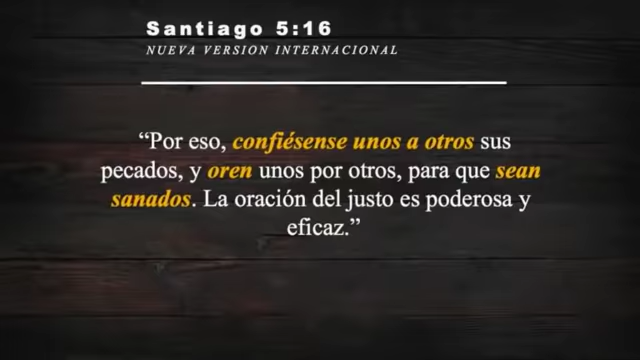 Santiago 5:16
NUEVA VERSION INTERNACIONAL
“Por eso, confiésense unos a otros sus
pecados, y oren unos por otros, para que sean
sanados. La oración del justo es poderosa y
eficaz.”